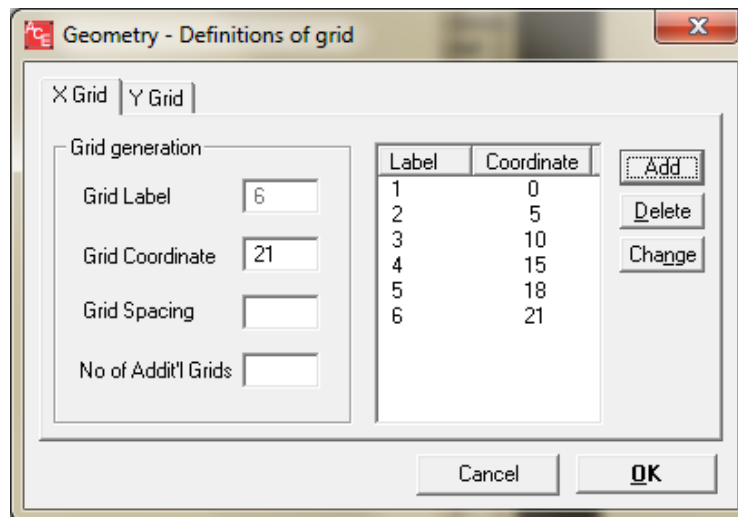 ACE Geometry - Definitions of grid
X
X Grid Y Grid
Grid generation
Grid Label 6
Grid Coordinate 21
Grid Spacing
No of Addit'l Grids
Label Coordinate
1 0
2 5
3 10
4 15
5 18
6 21
Add
Delete
Change
Cancel OK